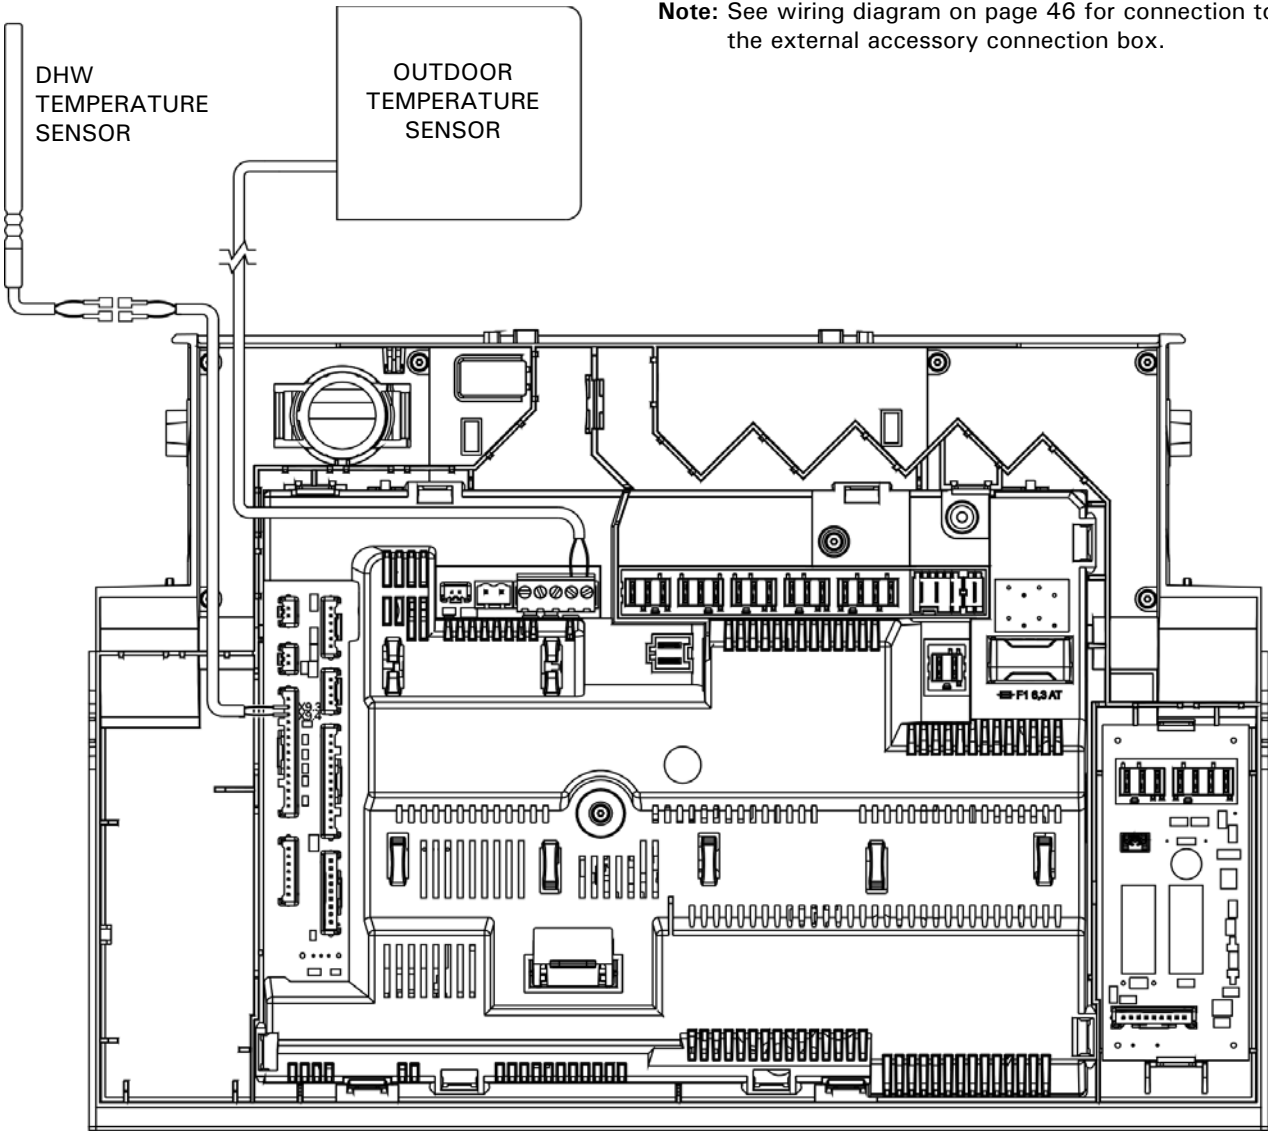 Note: See wiring diagram on page 46 for connection to
the external accessory connection box.
DHW
TEMPERATURE
SENSOR
OUTDOOR
TEMPERATURE
SENSOR
F1 6,3 AT